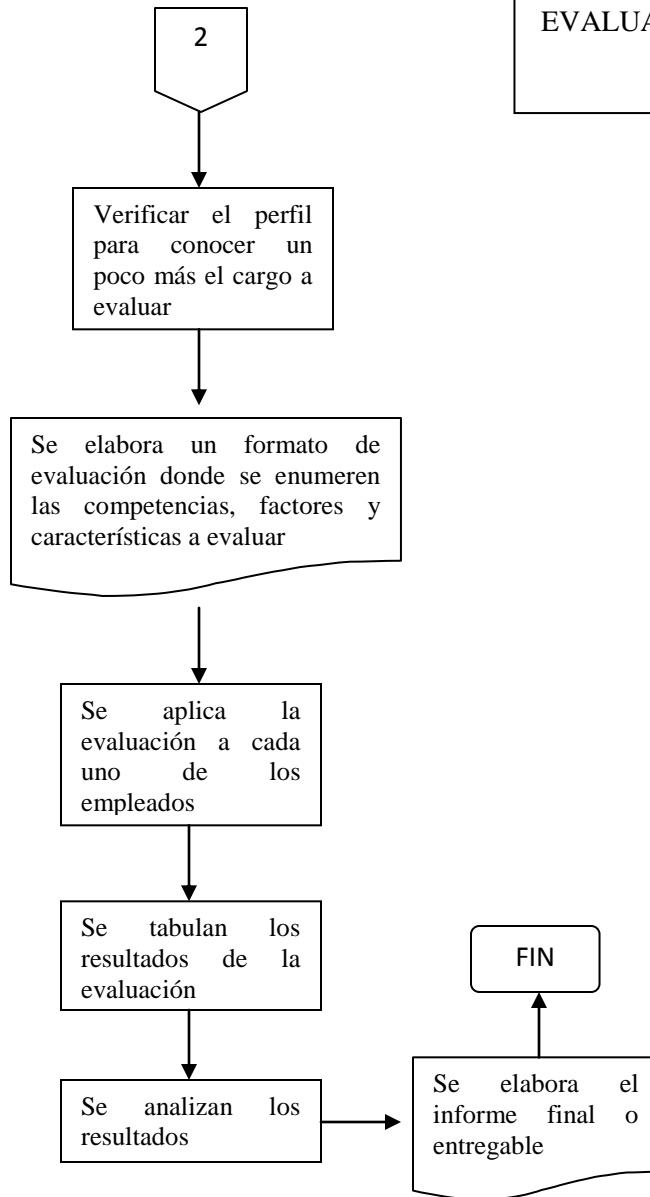 2
EVALUA
Verificar el perfil
para conocer un
poco más el cargo a
evaluar
Se elabora un formato de
evaluación donde se enumeren
las competencias, factores y
características a evaluar
Se aplica la
evaluación a cada
uno de los
empleados
Se tabulan los
resultados de la
evaluación
FIN
Se analizan los
resultados
Se elabora el
informe final o
entregable